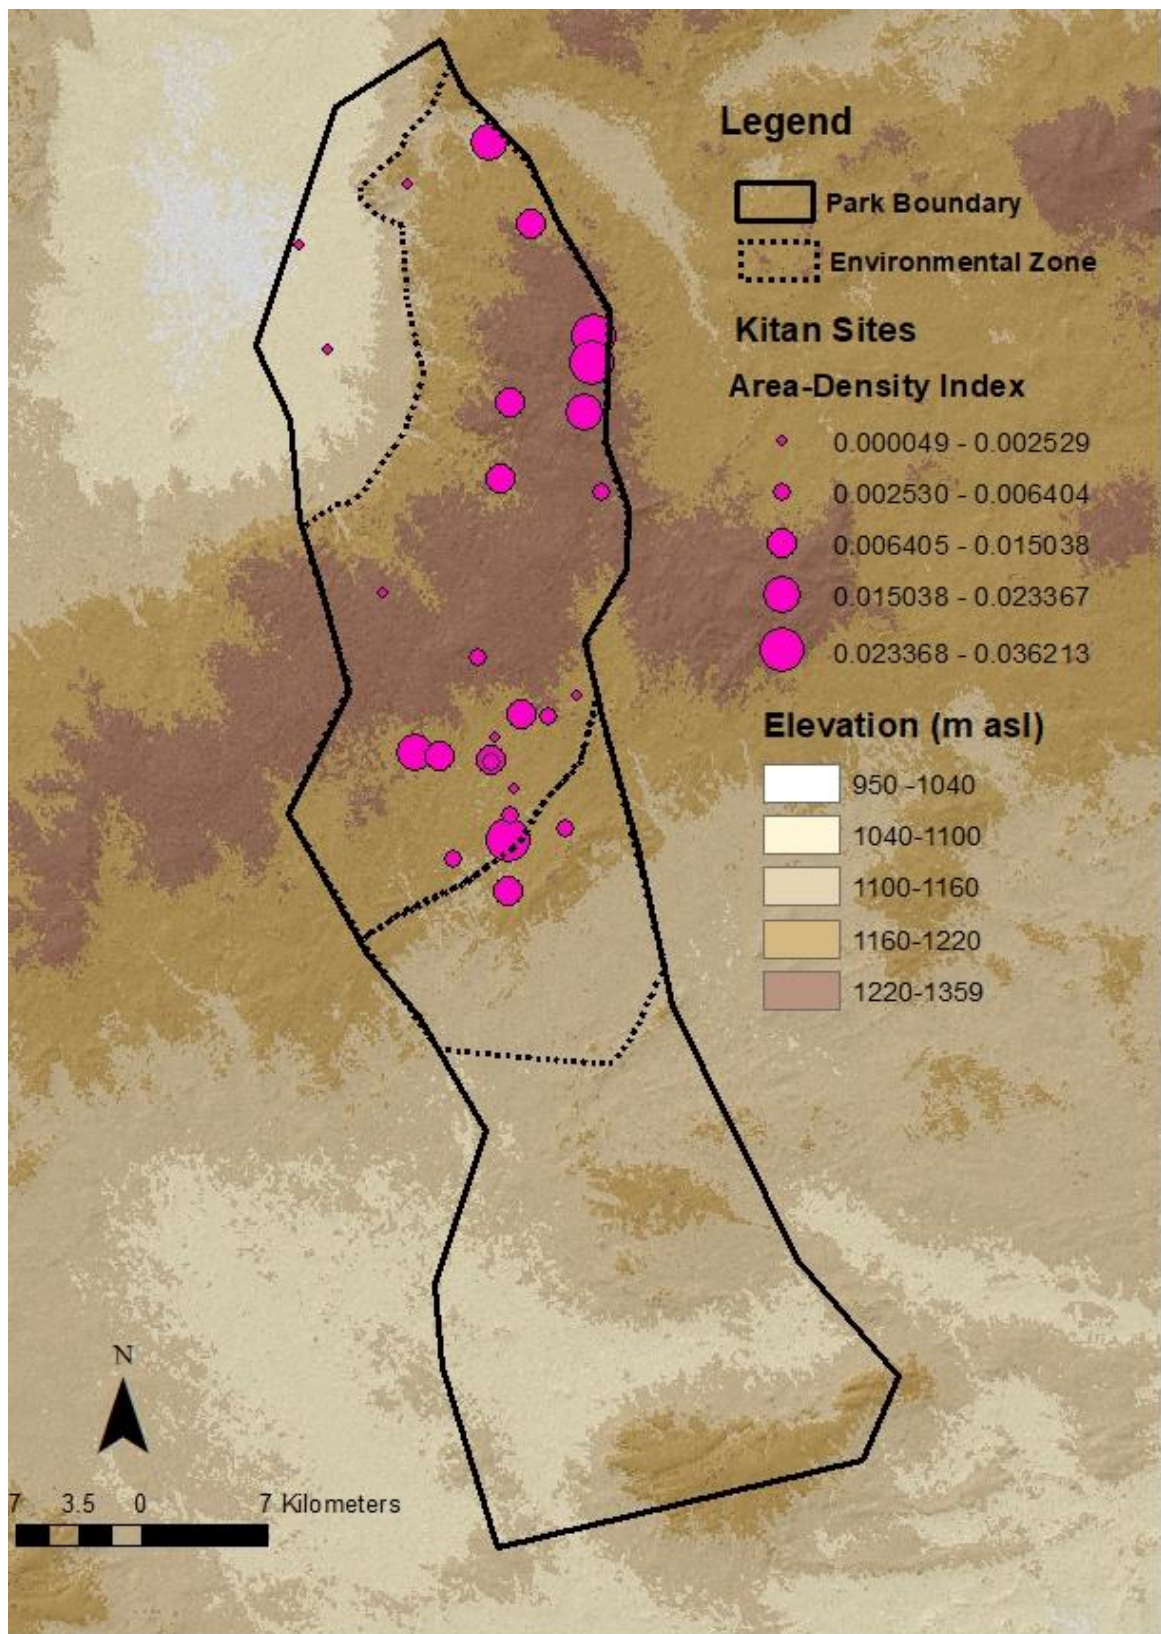 Legend
Park Boundary
Environmental Zone
Kitan Sites
Area-Density Index
0.000049 - 0.002529
0.002530 - 0.006404
0.006405 - 0.015038
0.015038 - 0.023367
0.023368 - 0.036213
Elevation (m asl)
950 -1040
1040-1100
1100-1160
1160-1220
1220-1359
N
7 3.5 0 7 Kilometers